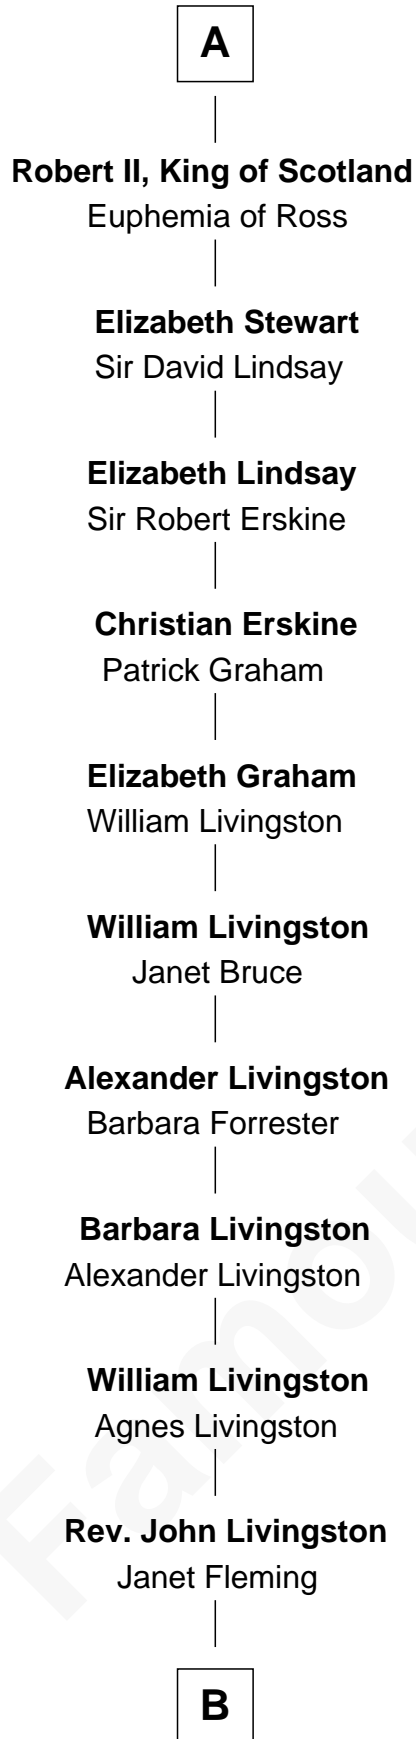 A
Robert II, King of Scotland
Euphemia of Ross
Elizabeth Stewart
Sir David Lindsay
Elizabeth Lindsay
Sir Robert Erskine
Christian Erskine
Patrick Graham
Elizabeth Graham
William Livingston
William Livingston
Janet Bruce
Alexander Livingston
Barbara Forrester
Barbara Livingston
Alexander Livingston
William Livingston
Agnes Livingston
Rev. John Livingston
Janet Fleming
B